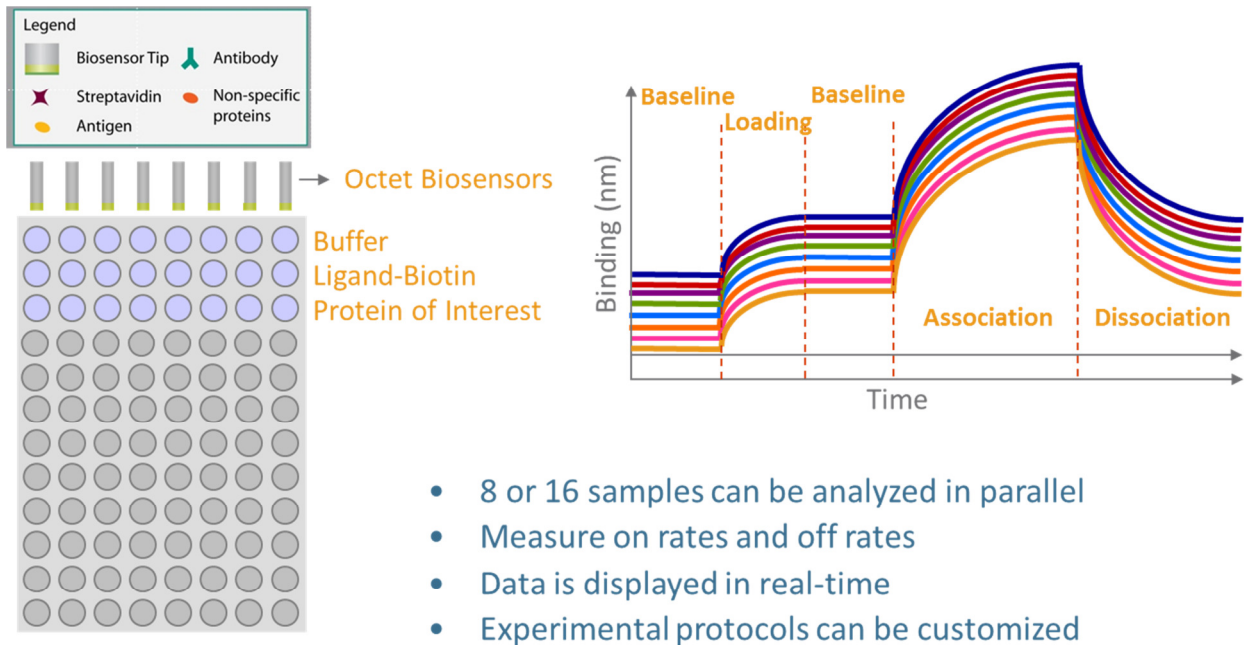 Legend
Biosensor Tip
Antibody
Streptavidin
Non-specific
proteins
Antigen
Octet Biosensors
Buffer
Ligand-Biotin
Protein of Interest
Baseline
Loading
Baseline
Association
Dissociation
Binding (nm)
Time
• 8 or 16 samples can be analyzed in parallel
• Measure on rates and off rates
• Data is displayed in real-time
• Experimental protocols can be customized